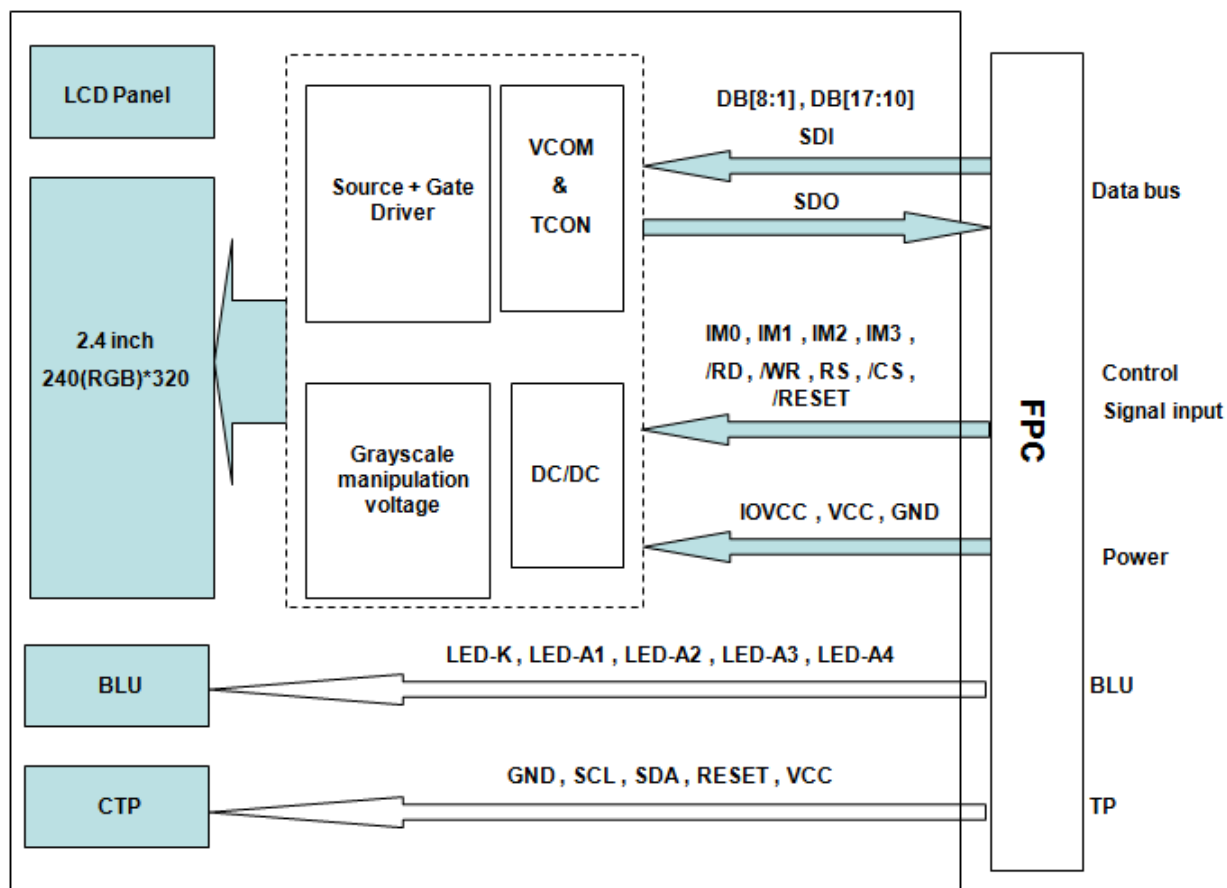 LCD Panel
2.4 inch
240(RGB)*320
Source + Gate
Driver
VCOM
&
TCON
Grayscale
manipulation
voltage
DC/DC
DB[8:1] , DB[17:10]
SDI
SDO
IM0 , IM1 , IM2 , IM3 ,
/RD , /WR , RS , /CS ,
/RESET
IOVCC , VCC , GND
BLU
LED-K , LED-A1 , LED-A2 , LED-A3 , LED-A4
CTP
GND , SCL , SDA , RESET , VCC
FPC
Data bus
Control
Signal input
Power
BLU
TP